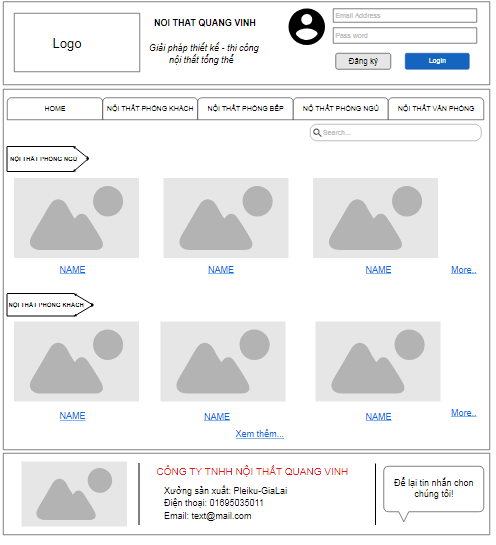 Logo
NOI THAT QUANG VINH
Giải pháp thiết kế - thi công
nội thất tổng thể
Email Address
Pass word
Đăng ký
Login
HOME
NỘI THẤT PHÒNG KHÁCH
NỘI THẤT PHÒNG BẾP
NỘ THẤT PHÒNG NGỦ
NỘI THẤT VĂN PHÒNG
Search...
NỘI THẤT PHÒNG NGỦ
NAME
NAME
NAME
More..
NỘI THẤT PHÒNG KHÁCH
NAME
NAME
NAME
More..
Xem thêm...
CÔNG TY TNHH NỘI THẤT QUANG VINH
Xưởng sản xuất: Pleiku-GiaLai
Điện thoại: 01695035011
Email: text@mail.com
Để lại tin nhắn chon
chúng tôi!